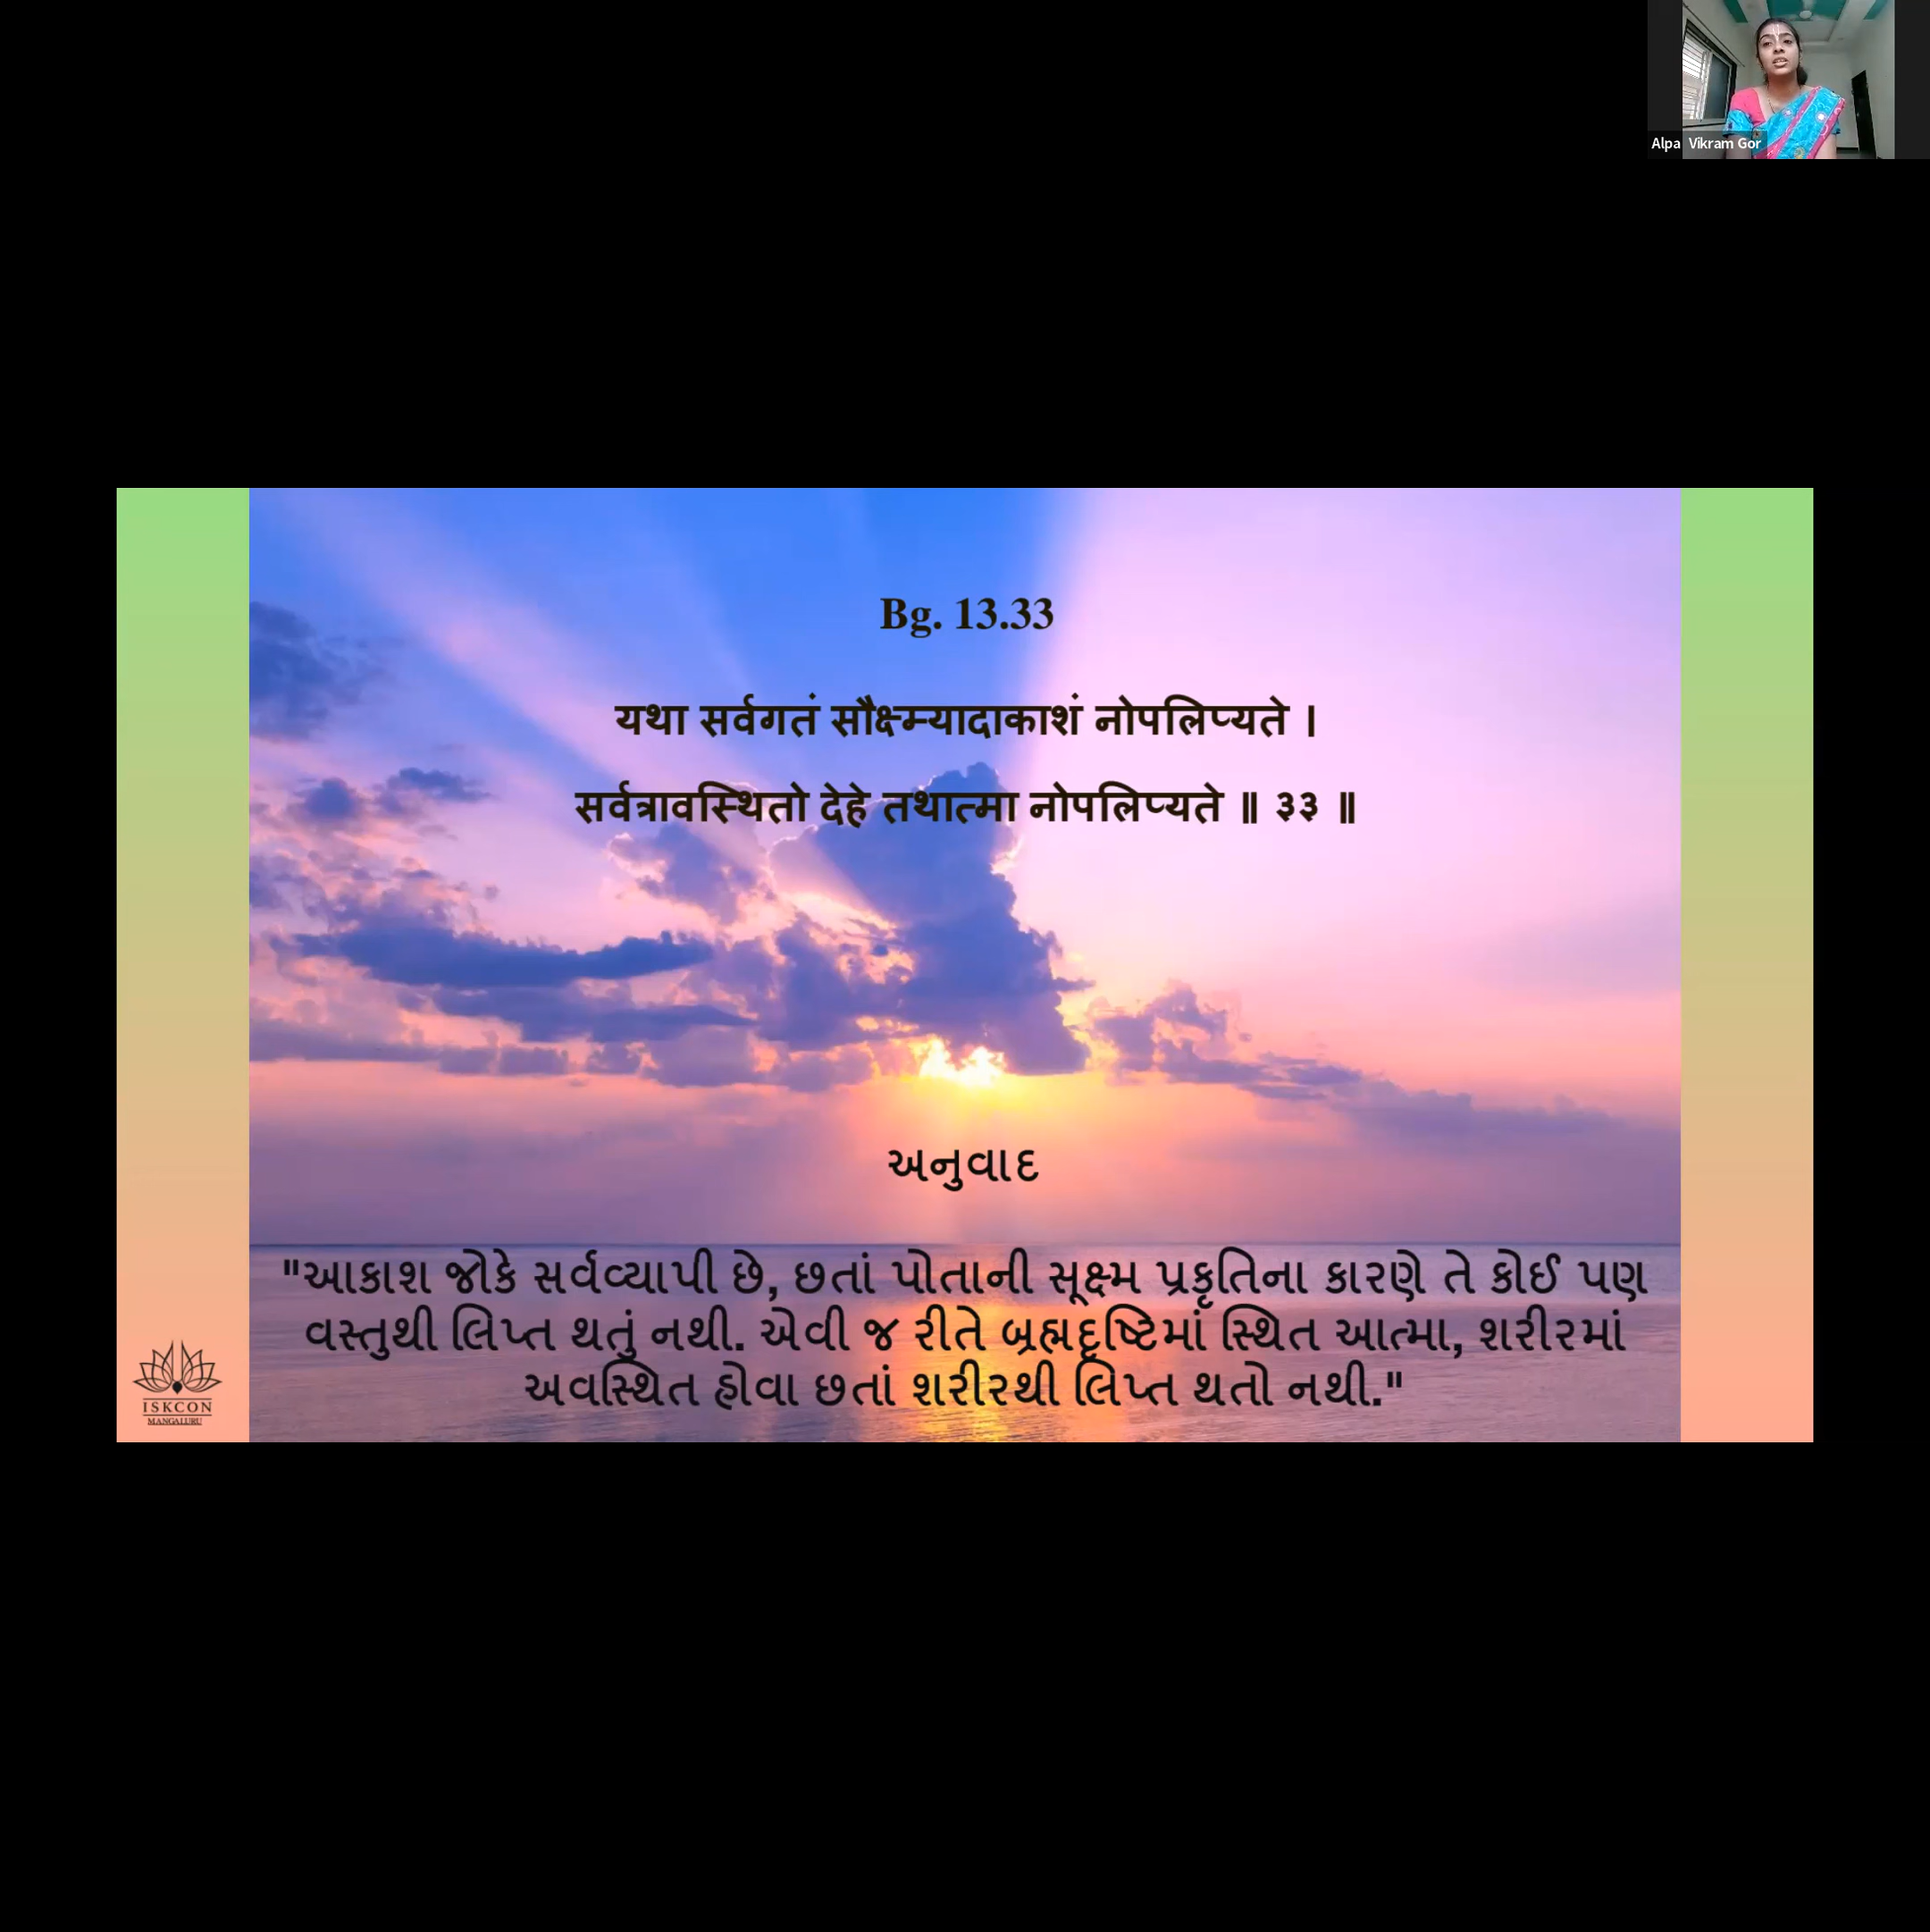 Alpa Vikram Gor
Bg. 13.33
यथा सर्वगतं सौक्ष्म्यादाकाशं नोपलिप्यते ।
सर्वत्रावस्थितो देहे तथात्मा नोपलिप्यते ॥ ३३ ॥
અનુવાદ
"આકાશ જોકે સર્વવ્યાપી છે, છતાં પોતાની સૂક્ષ્મ પ્રકૃતિના કારણે તે કોઈ પણ
વસ્તુથી લિપ્ત થતું નથી. એવી જ રીતે બ્રહ્મદૃષ્ટિમાં સ્થિત આત્મા, શરીરમાં
અવસ્થિત હોવા છતાં શરીરથી લિપ્ત થતો નથી."
ISKCON
MANGALURU